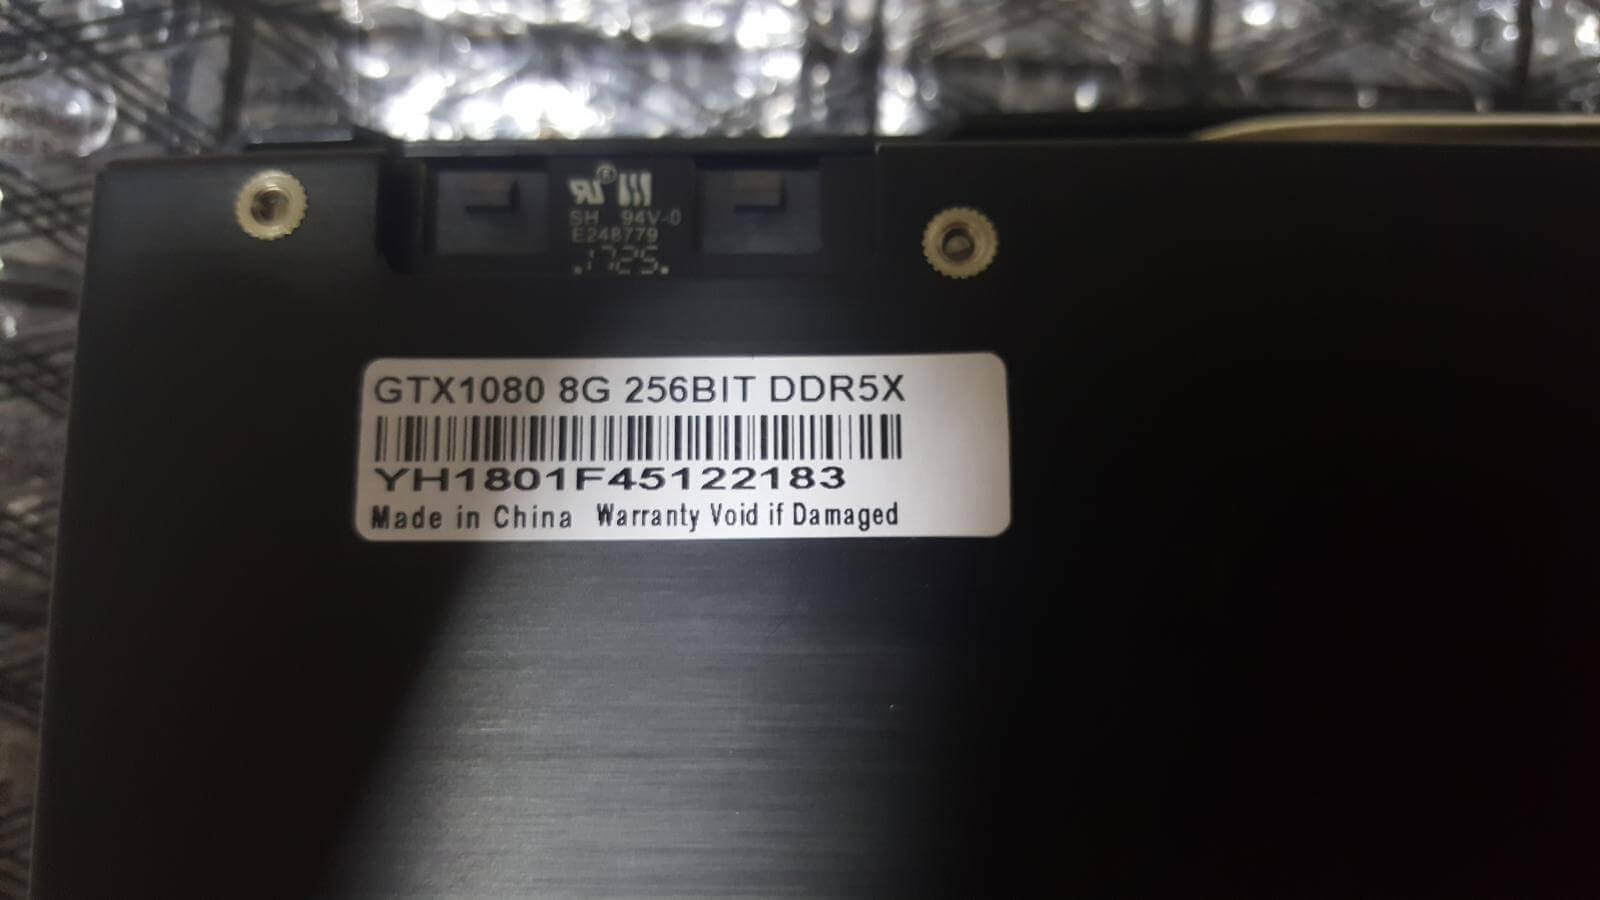 SH 94V-0
E248779
.1725.
GTX1080 8G 256BIT DDR5X
YH1801F45122183
Made in China Warranty Void if Damaged